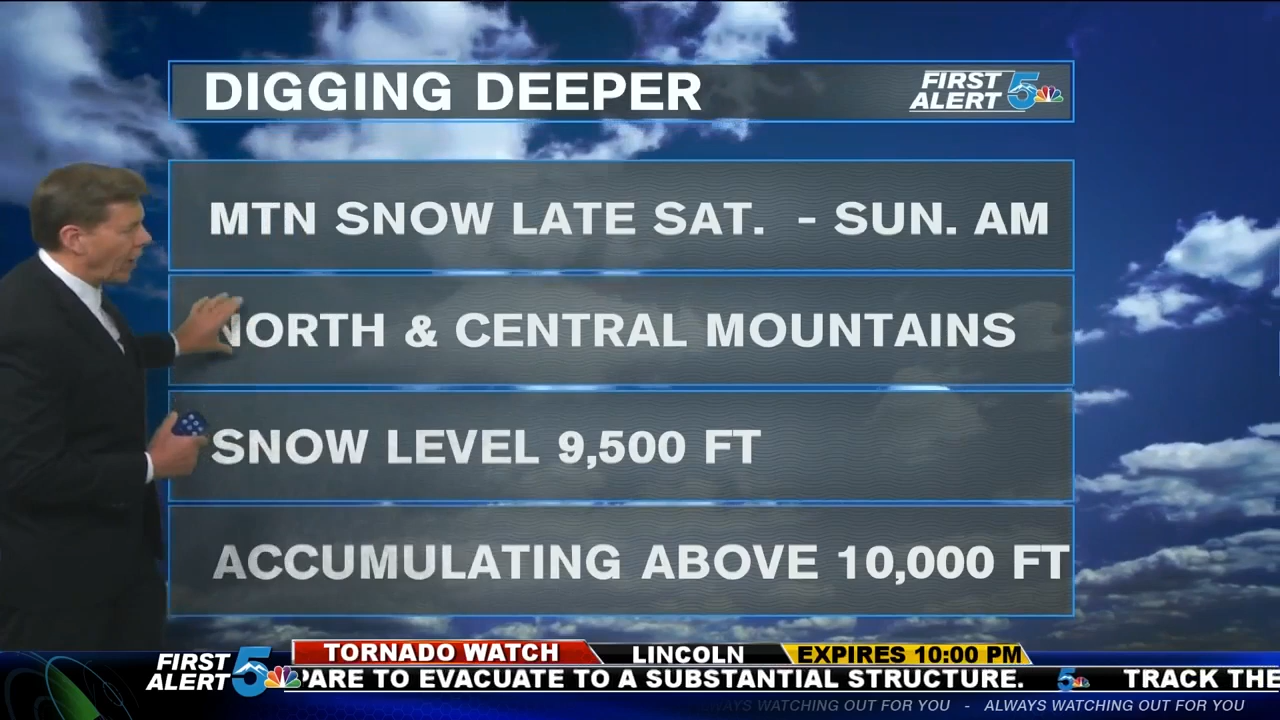 DIGGING DEEPER
FIRST ALERT 5
MTN SNOW LATE SAT. - SUN. AM
NORTH & CENTRAL MOUNTAINS
SNOW LEVEL 9,500 FT
ACCUMULATING ABOVE 10,000 FT
TORNADO WATCH LINCOLN EXPIRES 10:00 PM
FIRST ALERT 5
PARE TO EVACUATE TO A SUBSTANTIAL STRUCTURE. 5 TRACK THE
ALWAYS WATCHING OUT FOR YOU - ALWAYS WATCHING OUT FOR YOU